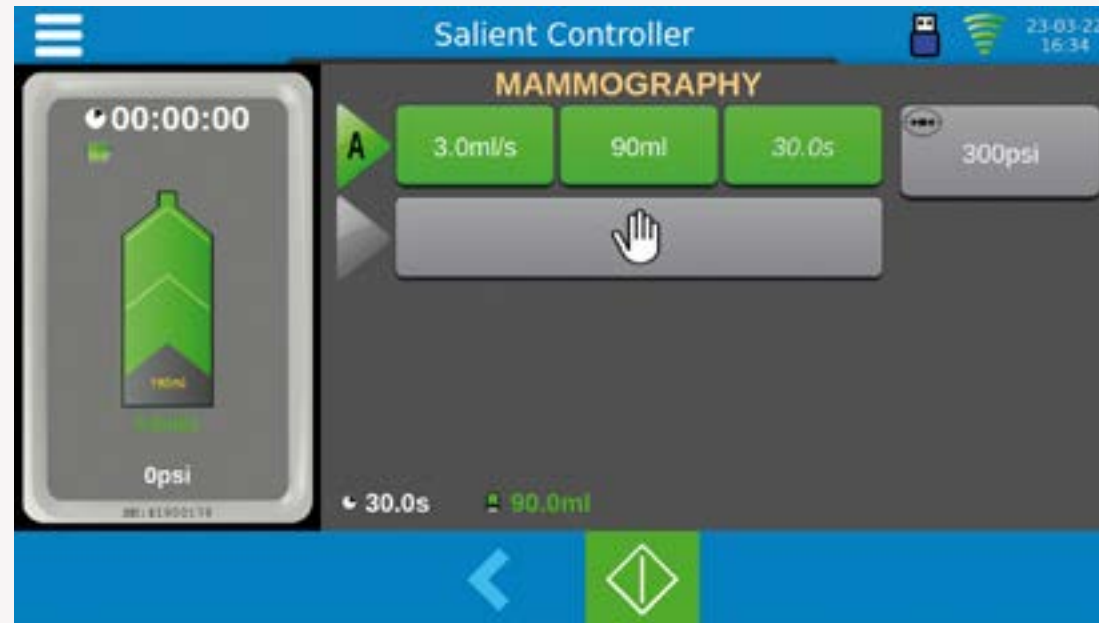 Salient Controller
23-03-22
16:34
MAMMOGRAPHY
00:00:00
A
3.0ml/s
90ml
30.0s
300psi
0psi
30.0s
90.0ml